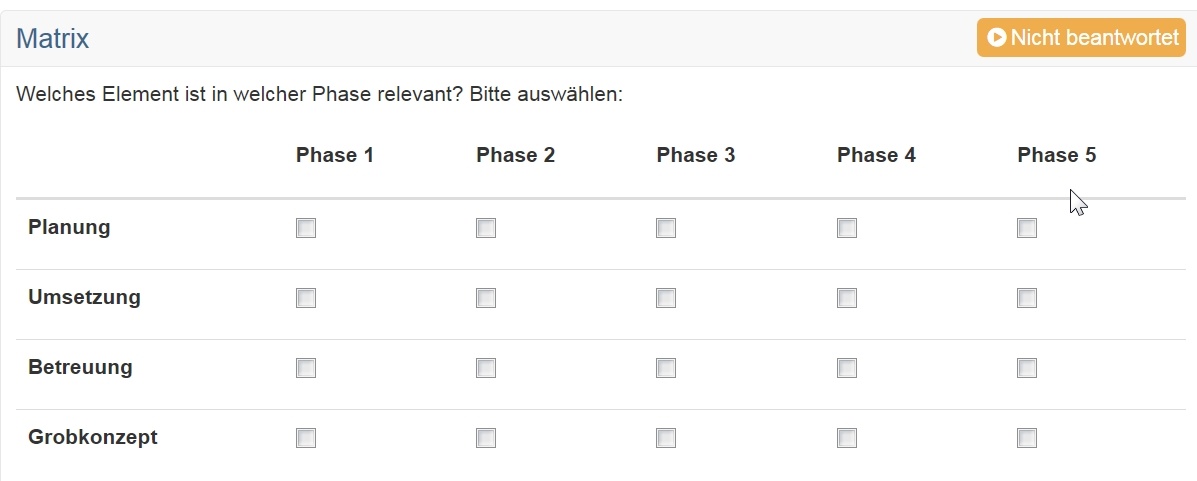 Matrix
Nicht beantwortet
Welches Element ist in welcher Phase relevant? Bitte auswählen:
Phase 1 Phase 2 Phase 3 Phase 4 Phase 5
Planung
Umsetzung
Betreuung
Grobkonzept